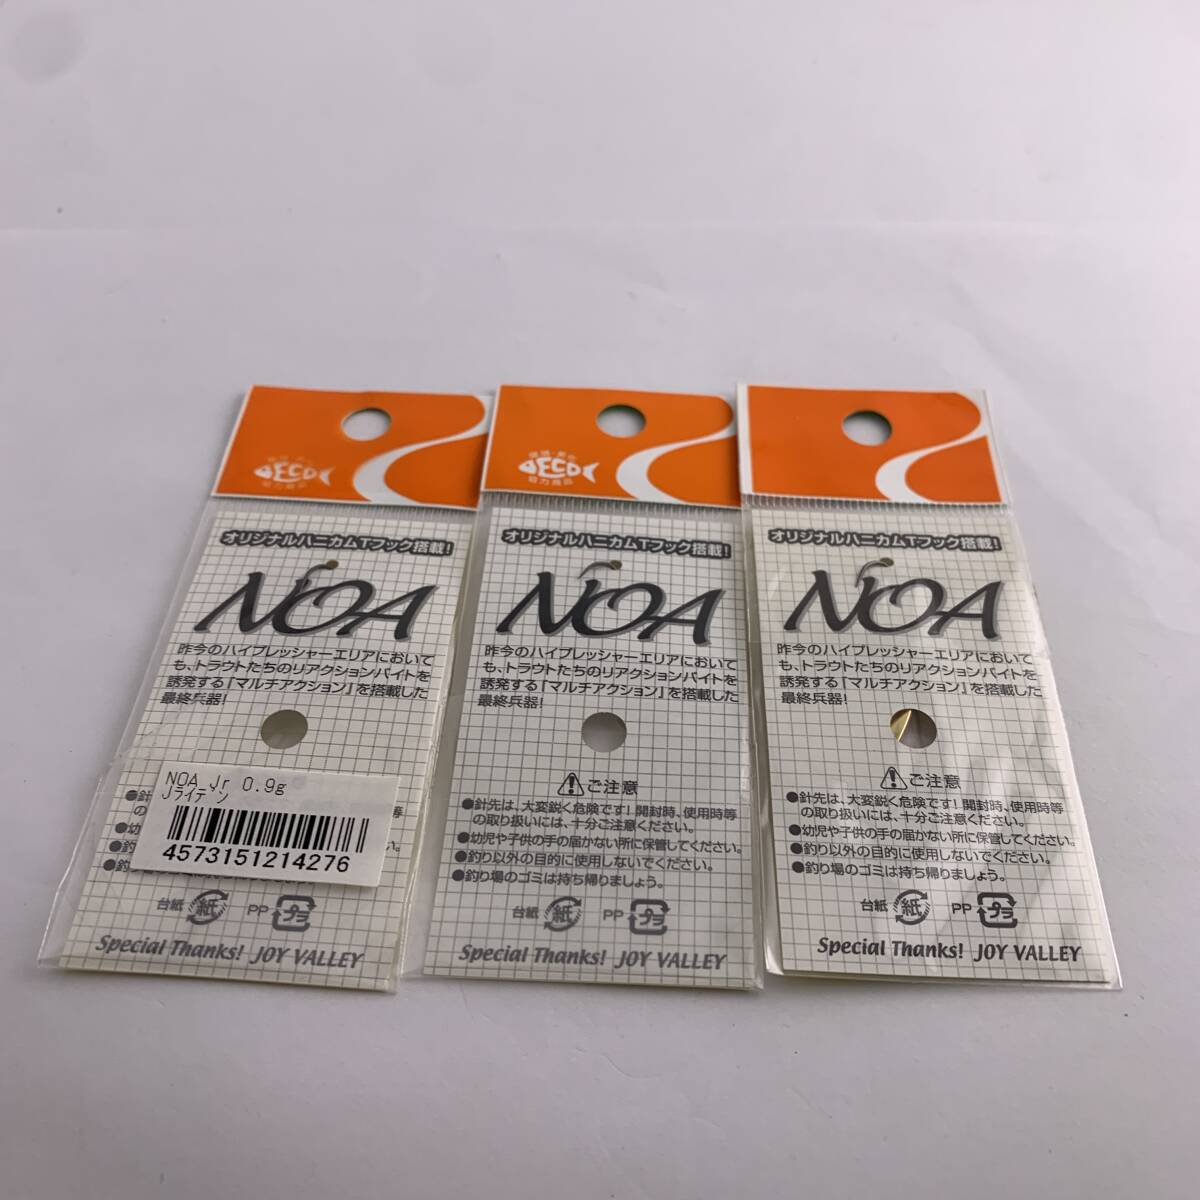 ECO
協力商品
オリジナルハニカムTフック搭載!
NOA
昨今のハイプレッシャーエリアにおいて
も、トラウトたちのリアクションバイトを
誘発する「マルチアクション」を搭載した
最終兵器!
NOA Jr 0.9g
Jライテン
4573151214276
●針
の
等
●幼
い。
●釣
●釣
台紙 紙 PP プラ
Special Thanks! JOY VALLEY
ECO
協力商品
オリジナルハニカムTフック搭載!
NOA
昨今のハイプレッシャーエリアにおいて
も、トラウトたちのリアクションバイトを
誘発する「マルチアクション」を搭載した
最終兵器!
ご注意
●針先は、大変鋭く危険です!開封時、使用時等
の取り扱いには、十分ご注意ください。
●幼児や子供の手の届かない所に保管してください。
●釣り以外の目的に使用しないでください。
●釣り場のゴミは持ち帰りましょう。
台紙 紙 PP プラ
Special Thanks! JOY VALLEY
オリジナルハニカムTフック搭載!
NOA
昨今のハイプレッシャーエリアにおいて
も、トラウトたちのリアクションバイトを
誘発する「マルチアクション」を搭載した
最終兵器!
ご注意
●針先は、大変鋭く危険です!開封時、使用時等
の取り扱いには、十分ご注意ください。
●幼児や子供の手の届かない所に保管してください。
●釣り以外の目的に使用しないでください。
●釣り場のゴミは持ち帰りましょう。
台紙 紙 PP プラ
Special Thanks! JOY VALLEY